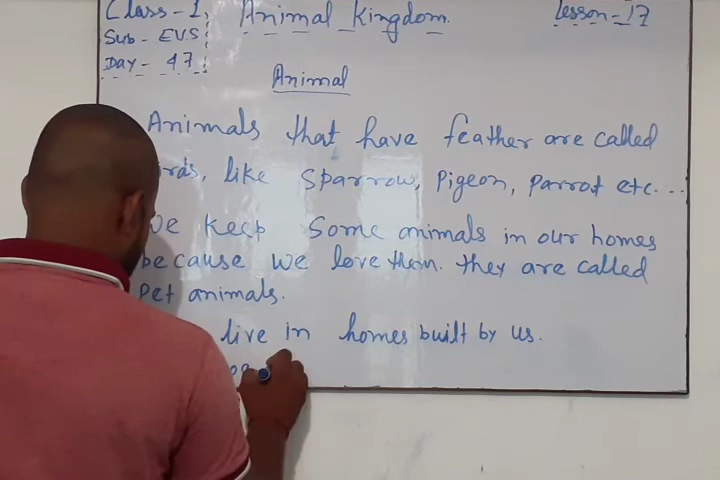 Class - 1 Animal Kingdom. Lesson - 17
Sub - EVS
Day - 47
Animal
Animals that have feather are called
birds, like sparrow, pigeon, parrot etc...
We keep some animals in our homes
because we love them. they are called
pet animals.
live in homes built by us.